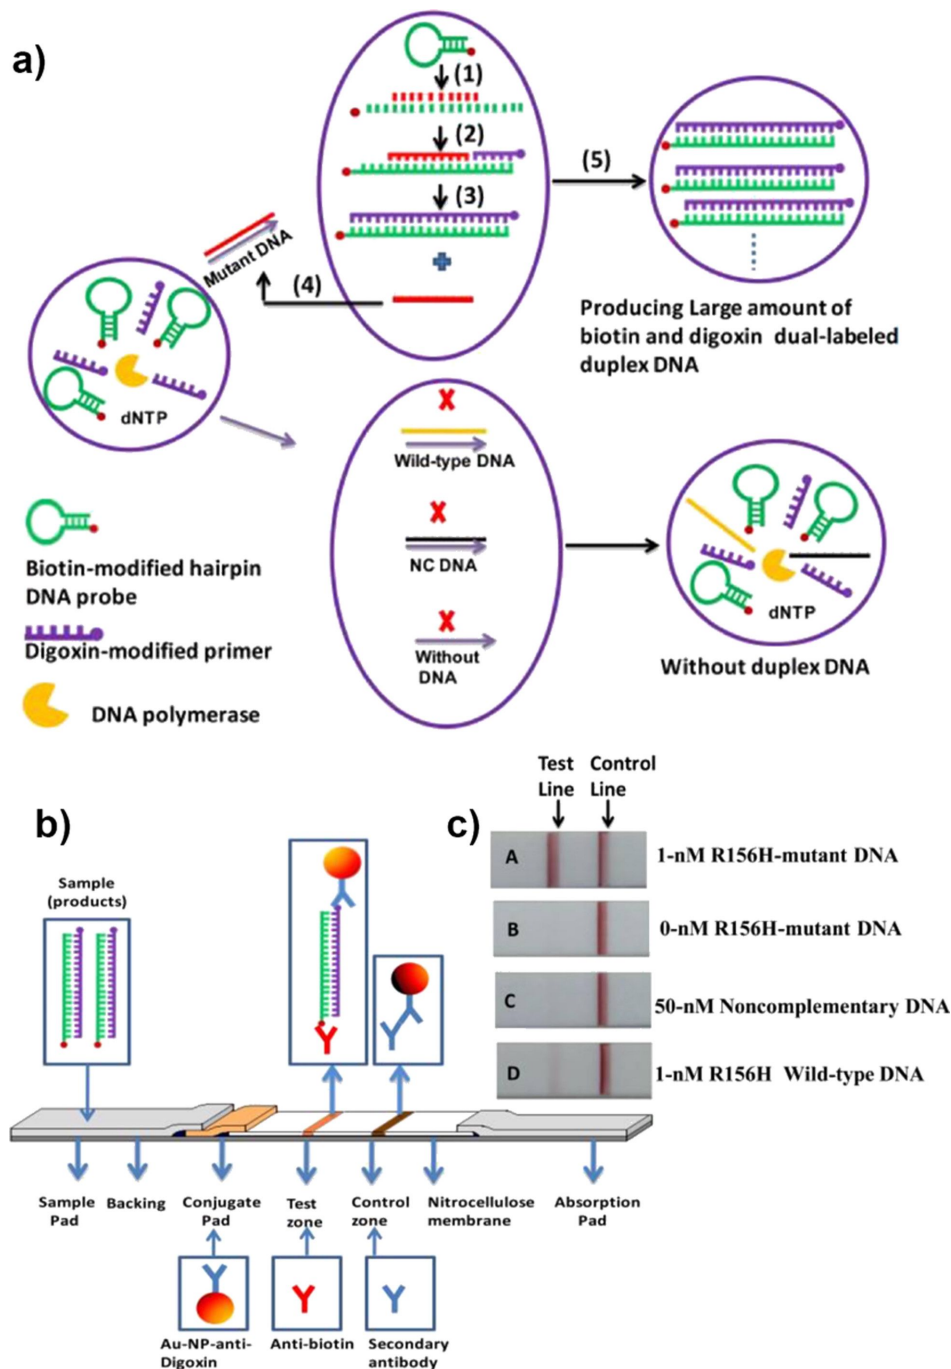 a)
(1)
(2)
(3)
(5)
Mutant DNA
(4)
dNTP
Producing Large amount of
biotin and digoxin dual-labeled
duplex DNA
X
Wild-type DNA
X
NC DNA
X
Without
DNA
dNTP
Without duplex DNA
Biotin-modified hairpin
DNA probe
Digoxin-modified primer
DNA polymerase
b)
Sample
(products)
Sample
Pad
Backing
Conjugate
Pad
Test
zone
Control
zone
Nitrocellulose
membrane
Absorption
Pad
Au-NP-anti-
Digoxin
Anti-biotin
Secondary
antibody
c)
Test
Line
Control
Line
A
1-nM R156H-mutant DNA
B
0-nM R156H-mutant DNA
C
50-nM Noncomplementary DNA
D
1-nM R156H Wild-type DNA